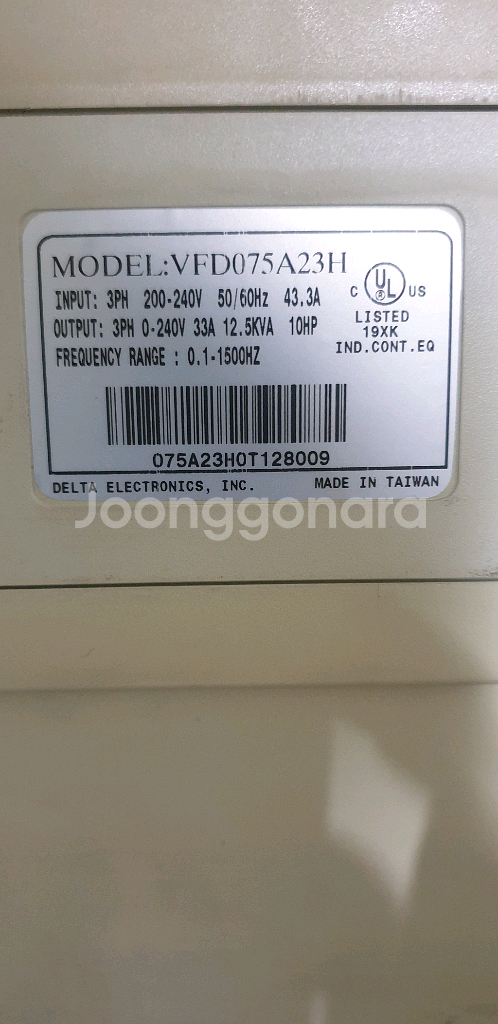 MODEL:VFD075A23H
INPUT: 3PH 200-240V 50/60Hz 43.3A
OUTPUT: 3PH 0-240V 33A 12.5KVA 10HP
FREQUENCY RANGE : 0.1-1500HZ
C UL US
LISTED
19XK
IND.CONT.EQ
075A23H0T128009
DELTA ELECTRONICS, INC. MADE IN TAIWAN
Joonggonara